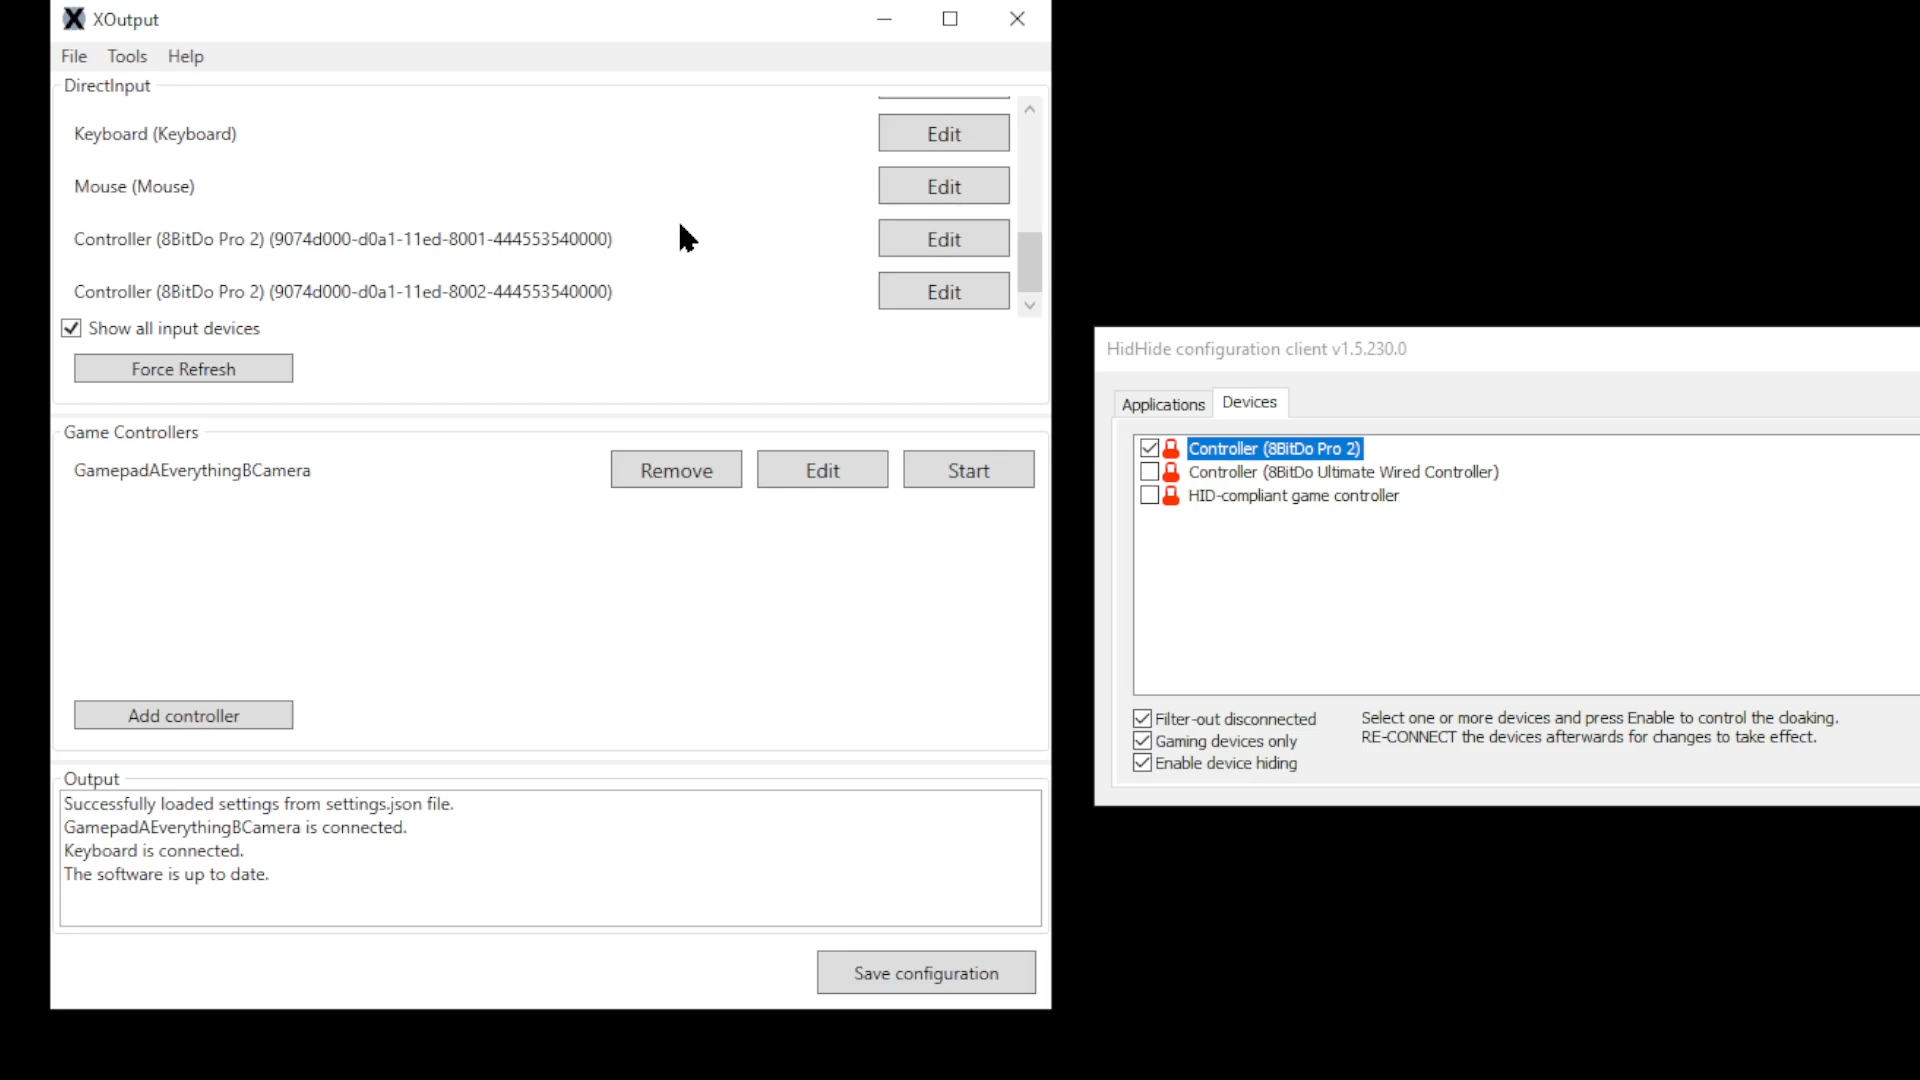 XOutput
File Tools Help
DirectInput
Keyboard (Keyboard) Edit
Mouse (Mouse) Edit
Controller (8BitDo Pro 2) (9074d000-d0a1-11ed-8001-444553540000) Edit
Controller (8BitDo Pro 2) (9074d000-d0a1-11ed-8002-444553540000) Edit
Show all input devices
Force Refresh
Game Controllers
GamepadAEverythingBCamera Remove Edit Start
Add controller
Output
Successfully loaded settings from settings.json file.
GamepadAEverythingBCamera is connected.
Keyboard is connected.
The software is up to date.
Save configuration
HidHide configuration client v1.5.230.0
Applications Devices
Controller (8BitDo Pro 2)
Controller (8BitDo Ultimate Wired Controller)
HID-compliant game controller
Filter-out disconnected
Gaming devices only
Enable device hiding
Select one or more devices and press Enable to control the cloaking.
RE-CONNECT the devices afterwards for changes to take effect.